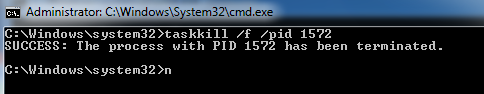 Administrator: C:\Windows\System32\cmd.exe
C:\Windows\system32>taskkill /f /pid 1572
SUCCESS: The process with PID 1572 has been terminated.
C:\Windows\system32>n